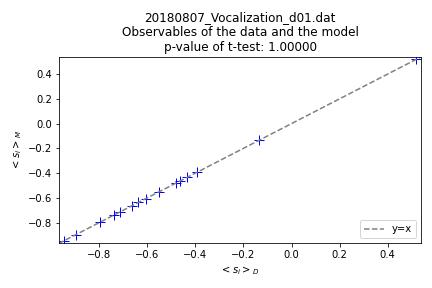 20180807_Vocalization_d01.dat
Observables of the data and the model
p-value of t-test: 1.00000
0.4
0.2
0.0
−0.2
−0.4
−0.6
−0.8
< s_i >_M
y=x
−0.8 −0.6 −0.4 −0.2 0.0 0.2 0.4
< s_i >_D